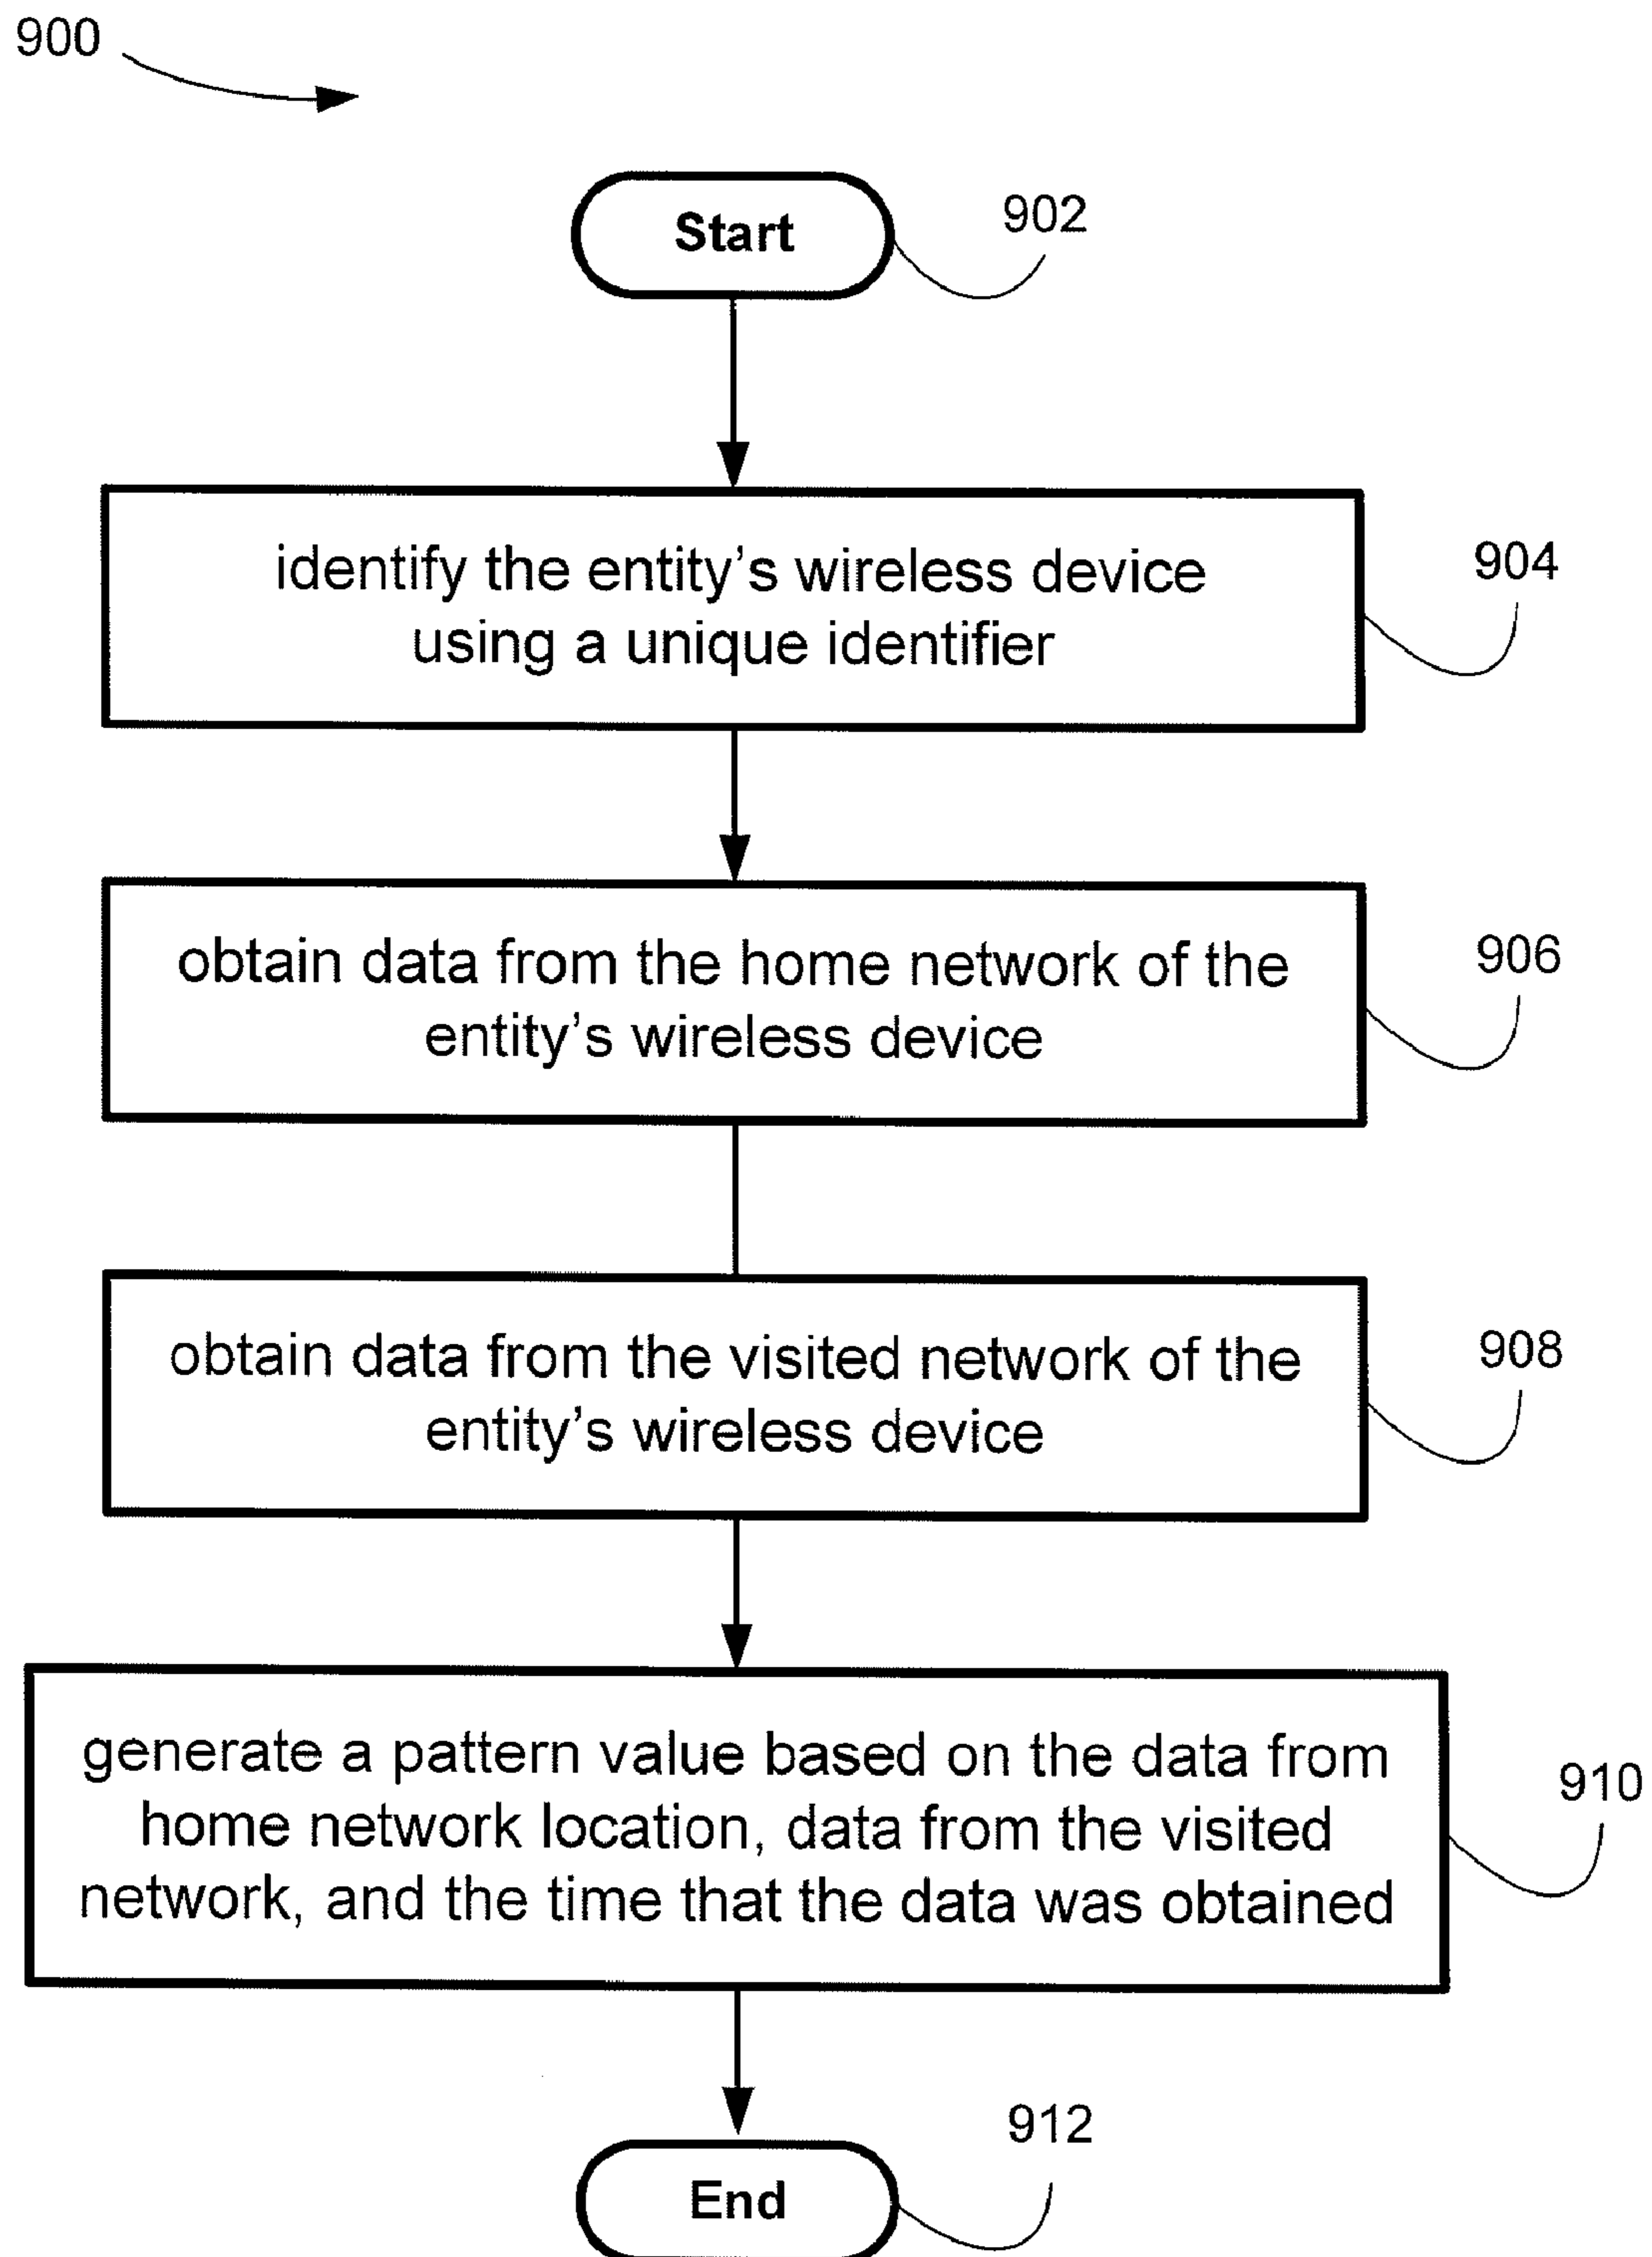 900
Start
902
identify the entity’s wireless device
using a unique identifier
904
obtain data from the home network of the
entity’s wireless device
906
obtain data from the visited network of the
entity’s wireless device
908
generate a pattern value based on the data from
home network location, data from the visited
network, and the time that the data was obtained
910
End
912